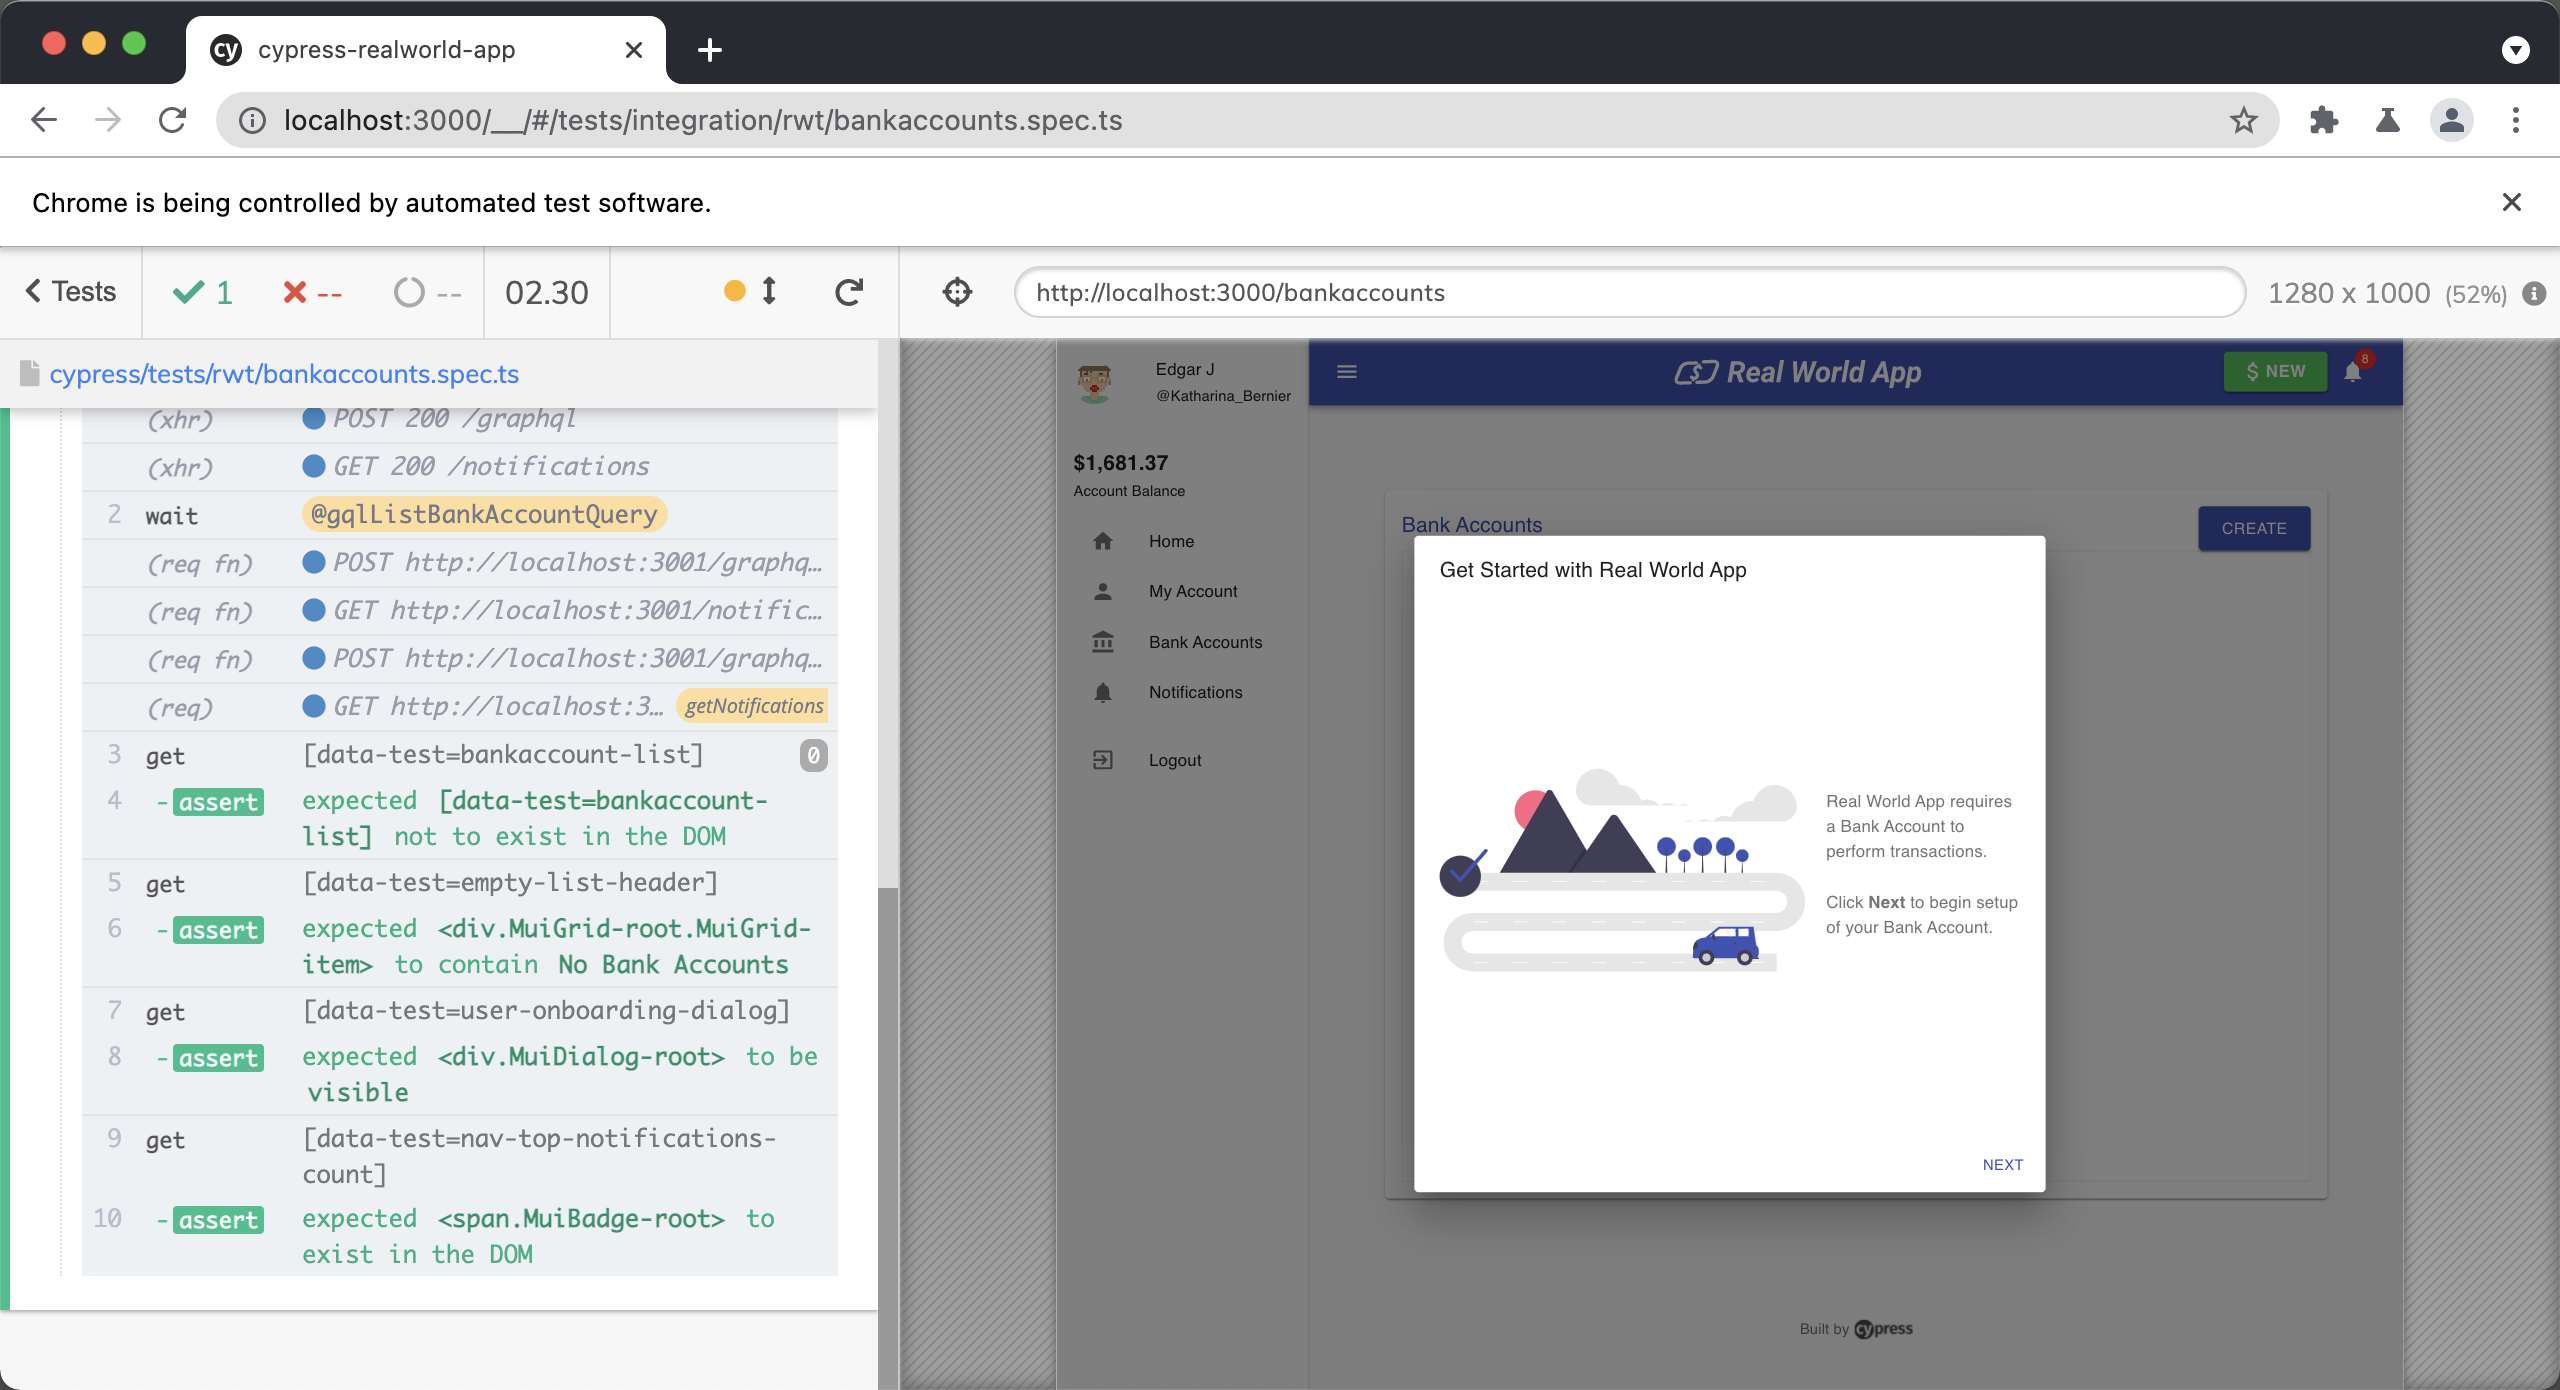 cy cypress-realworld-app
localhost:3000/__/#/tests/integration/rwt/bankaccounts.spec.ts
Chrome is being controlled by automated test software.
Tests 1 -- -- 02.30
http://localhost:3000/bankaccounts 1280 x 1000 (52%)
cypress/tests/rwt/bankaccounts.spec.ts
(xhr) POST 200 /graphql
(xhr) GET 200 /notifications
2 wait @gqlListBankAccountQuery
(req fn) POST http://localhost:3001/graphq…
(req fn) GET http://localhost:3001/notific…
(req fn) POST http://localhost:3001/graphq…
(req) GET http://localhost:3… getNotifications
3 get [data-test=bankaccount-list] 0
4 -assert expected [data-test=bankaccount-
list] not to exist in the DOM
5 get [data-test=empty-list-header]
6 -assert expected <div.MuiGrid-root.MuiGrid-
item> to contain No Bank Accounts
7 get [data-test=user-onboarding-dialog]
8 -assert expected <div.MuiDialog-root> to be
visible
9 get [data-test=nav-top-notifications-
count]
10 -assert expected <span.MuiBadge-root> to
exist in the DOM
Edgar J
@Katharina_Bernier
$1,681.37
Account Balance
Home
My Account
Bank Accounts
Notifications
Logout
Real World App
$ NEW
8
Bank Accounts
CREATE
Get Started with Real World App
Real World App requires
a Bank Account to
perform transactions.
Click Next to begin setup
of your Bank Account.
NEXT
Built by cypress